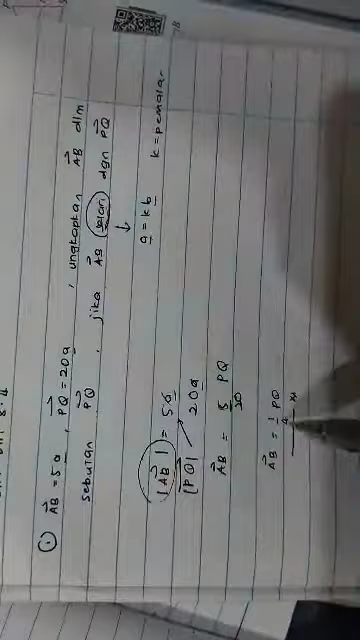 ① AB = 5a , PQ = 20a , ungkapkan AB dlm
sebutan PQ , jika AB selari dgn PQ
↓
a = kb k = pemalar
|AB| = 5a
|PQ| 20a
AB = 5/20 PQ
AB = 1/4 PQ